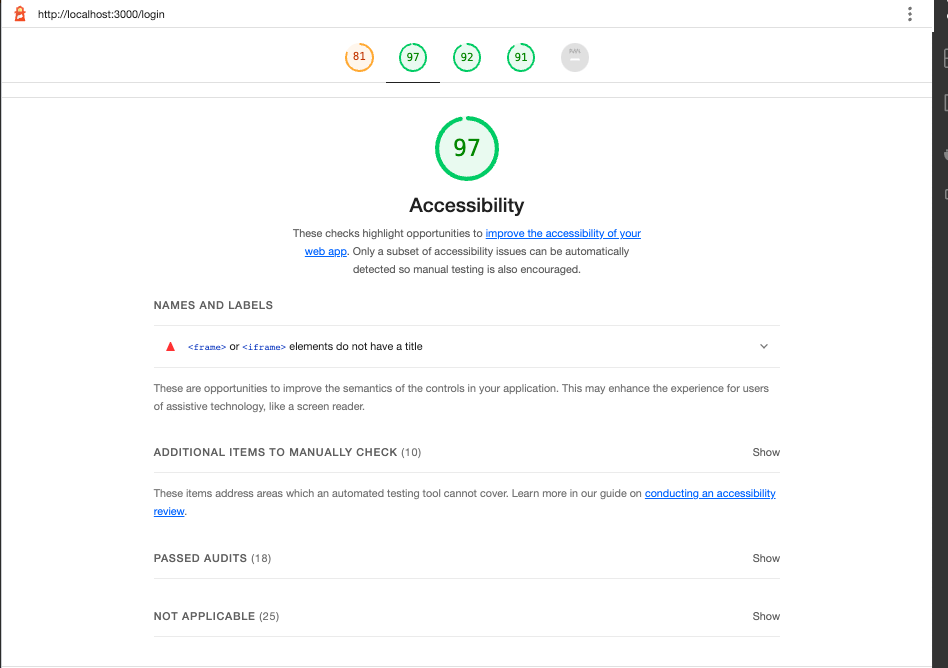 http://localhost:3000/login
81 97 92 91
97
Accessibility
These checks highlight opportunities to improve the accessibility of your
web app. Only a subset of accessibility issues can be automatically
detected so manual testing is also encouraged.
NAMES AND LABELS
<frame> or <iframe> elements do not have a title
These are opportunities to improve the semantics of the controls in your application. This may enhance the experience for users
of assistive technology, like a screen reader.
ADDITIONAL ITEMS TO MANUALLY CHECK (10) Show
These items address areas which an automated testing tool cannot cover. Learn more in our guide on conducting an accessibility
review.
PASSED AUDITS (18) Show
NOT APPLICABLE (25) Show